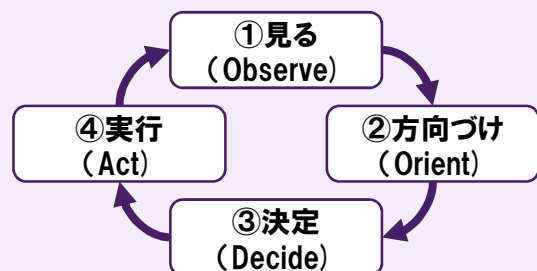 ①見る
(Observe)
②方向づけ
(Orient)
③決定
(Decide)
④実行
(Act)